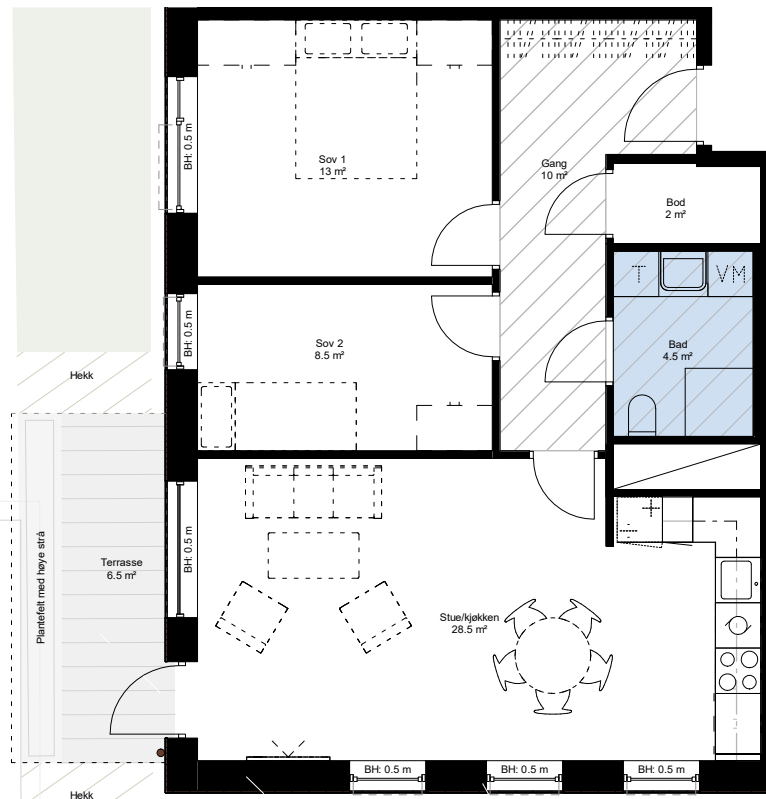 BH: 0.5 m
Sov 1
13 m²
Gang
10 m²
Bod
2 m²
T
VM
BH: 0.5 m
Sov 2
8.5 m²
Bad
4.5 m²
Hekk
Plantefelt med høye strå
Terrasse
6.5 m²
BH: 0.5 m
Stue/kjøkken
28.5 m²
BH: 0.5 m
BH: 0.5 m
BH: 0.5 m
Hekk